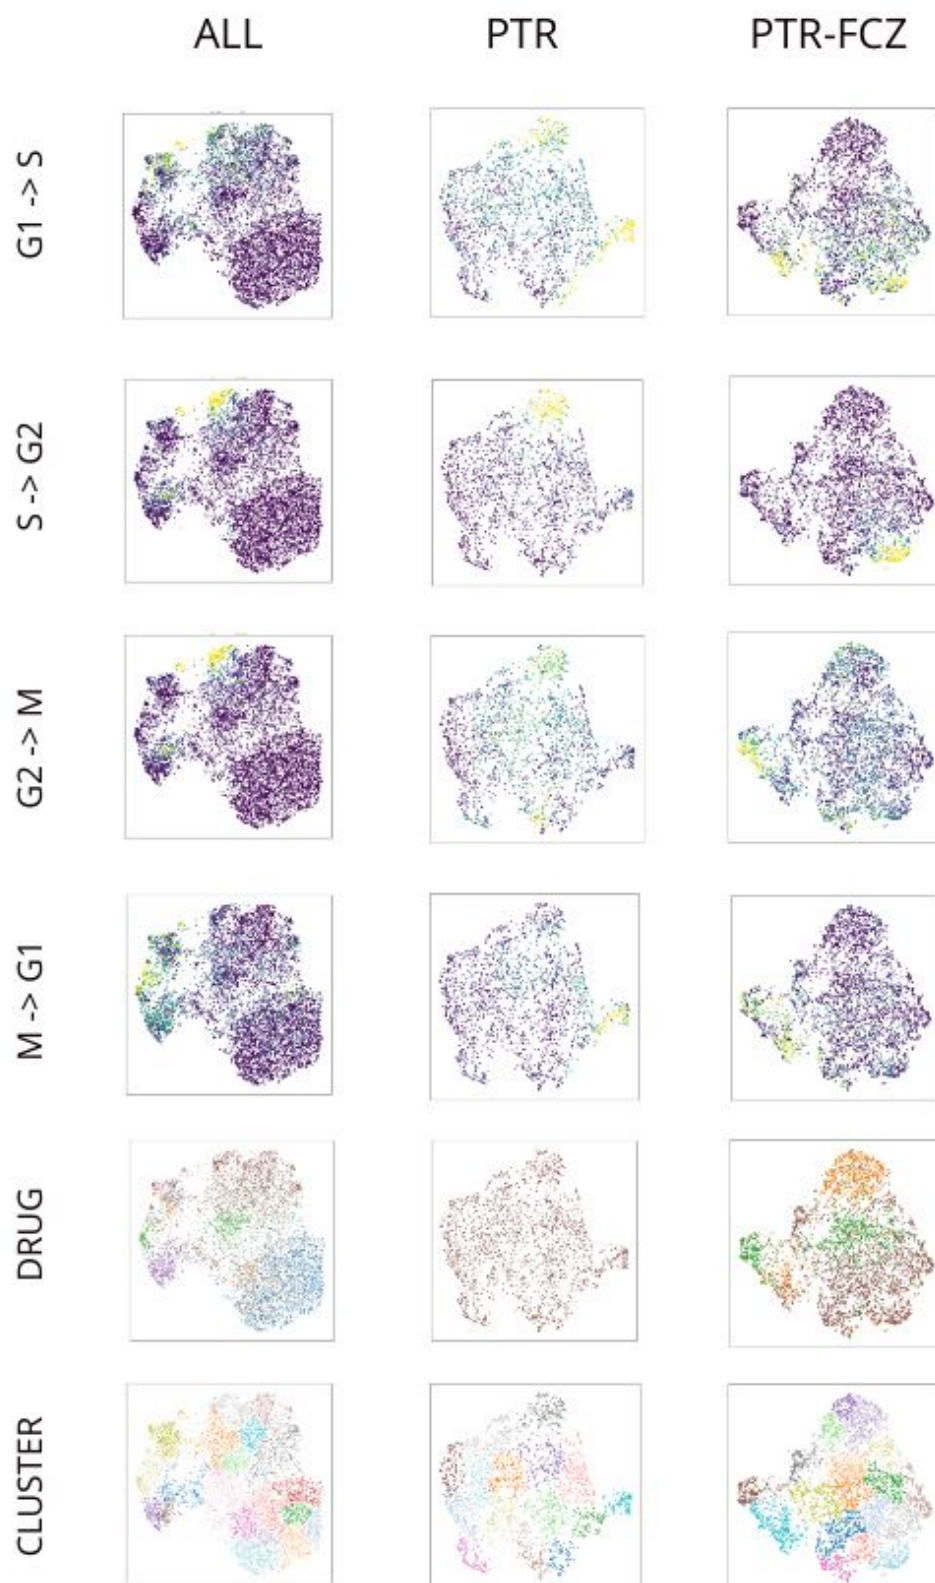 ALL PTR PTR-FCZ
G1 -> S
S -> G2
G2 -> M
M -> G1
DRUG
CLUSTER